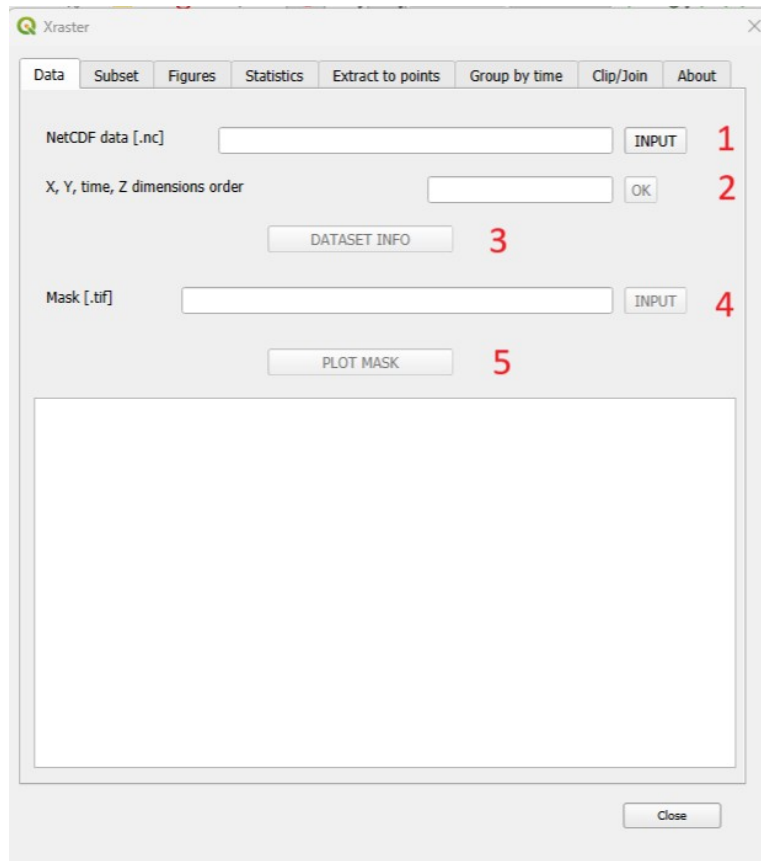 Xraster
Data Subset Figures Statistics Extract to points Group by time Clip/Join About
NetCDF data [.nc] INPUT 1
X, Y, time, Z dimensions order OK 2
DATASET INFO 3
Mask [.tif] INPUT 4
PLOT MASK 5
Close